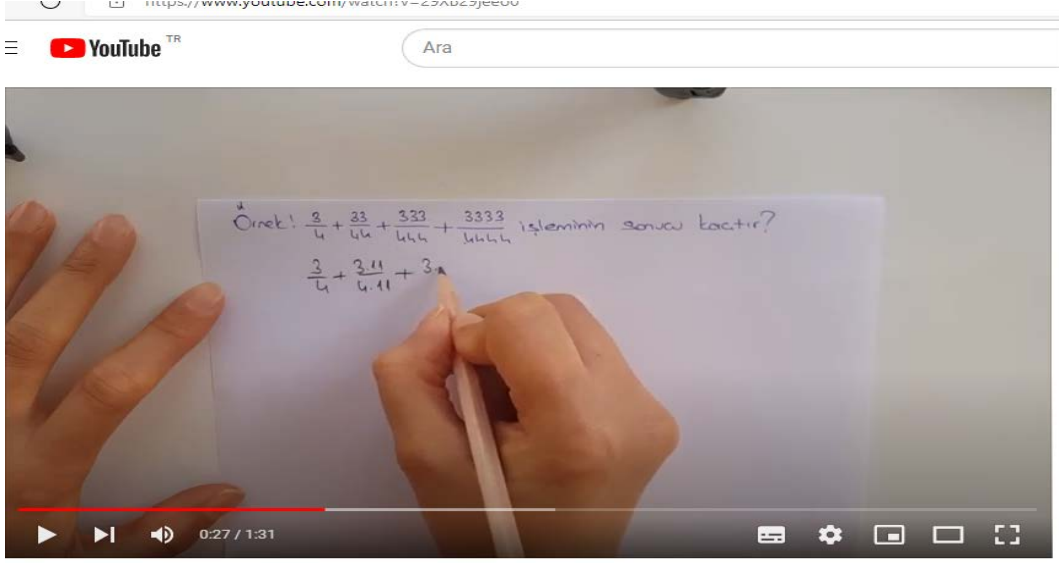 https://www.youtube.com/watch?v=29XB29jee60
YouTube TR
Ara
Örnek! 3/4 + 33/44 + 333/444 + 3333/4444 işleminin sonucu kaçtır?
3/4 + 3.11/4.11 + 3.
0:27 / 1:31